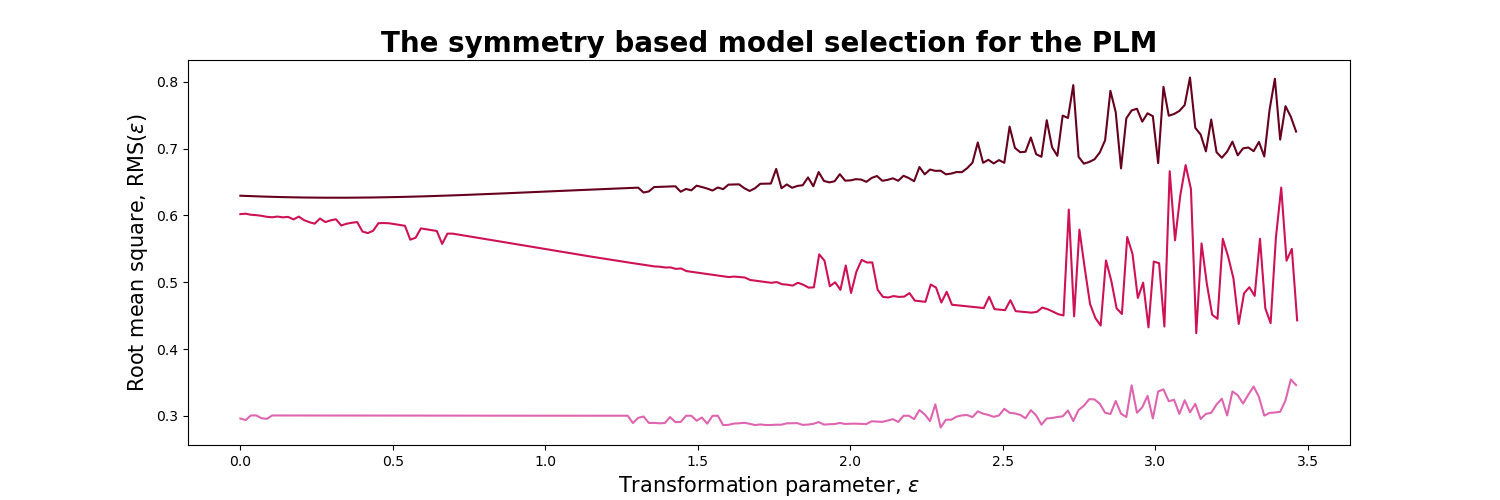 The symmetry based model selection for the PLM
Root mean square, RMS(ε)
0.8
0.7
0.6
0.5
0.4
0.3
0.0 0.5 1.0 1.5 2.0 2.5 3.0 3.5
Transformation parameter, ε